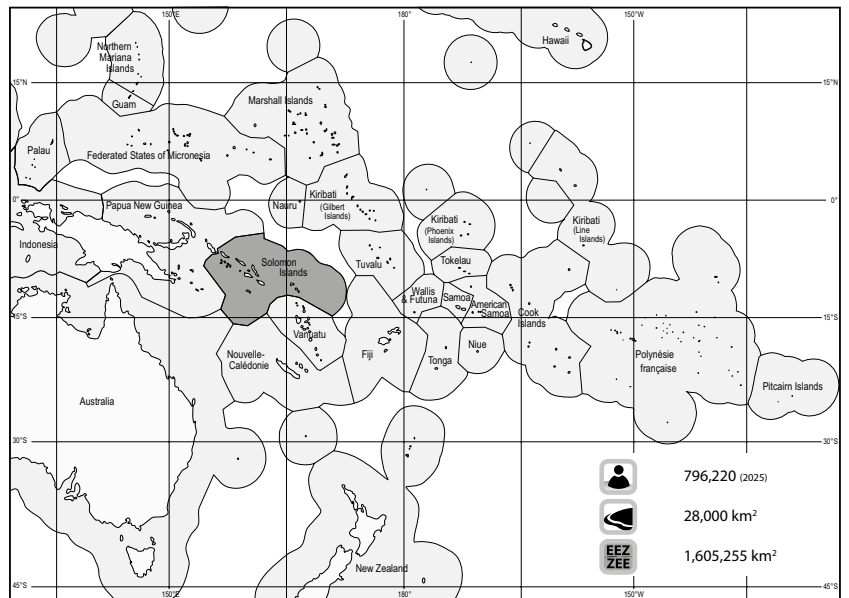 150°E
180°
150°W
Hawaii
Northern
Mariana
Islands
15°N
15°N
Guam
Marshall Islands
Palau
Federated States of Micronesia
0°
0°
Papua New Guinea
Nauru
Kiribati
(Gilbert
Islands)
Kiribati
(Phoenix
Islands)
Kiribati
(Line
Islands)
Indonesia
Solomon
Islands
Tuvalu
Tokelau
Wallis
& Futuna
Samoa
American
Samoa
Cook
Islands
45°S
15°S
Vanuatu
Nouvelle-
Calédonie
Fiji
Tonga
Niue
Polynésie
française
Pitcairn Islands
Australia
30°S
30°S
796,220 (2025)
28,000 km²
EEZ
ZEE
1,605,255 km²
New Zealand
45°S
45°S
150°E
180°
150°W